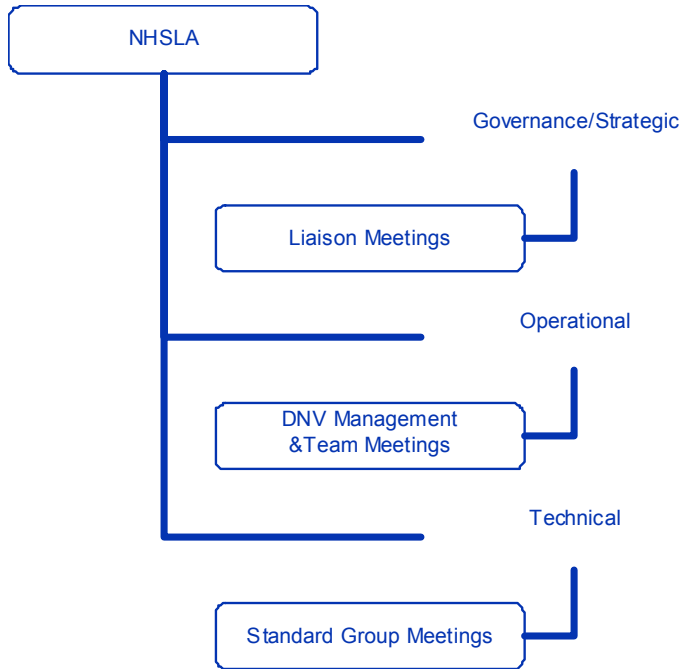 NHSLA
Governance/Strategic
Liaison Meetings
Operational
DNV Management
&Team Meetings
Technical
Standard Group Meetings